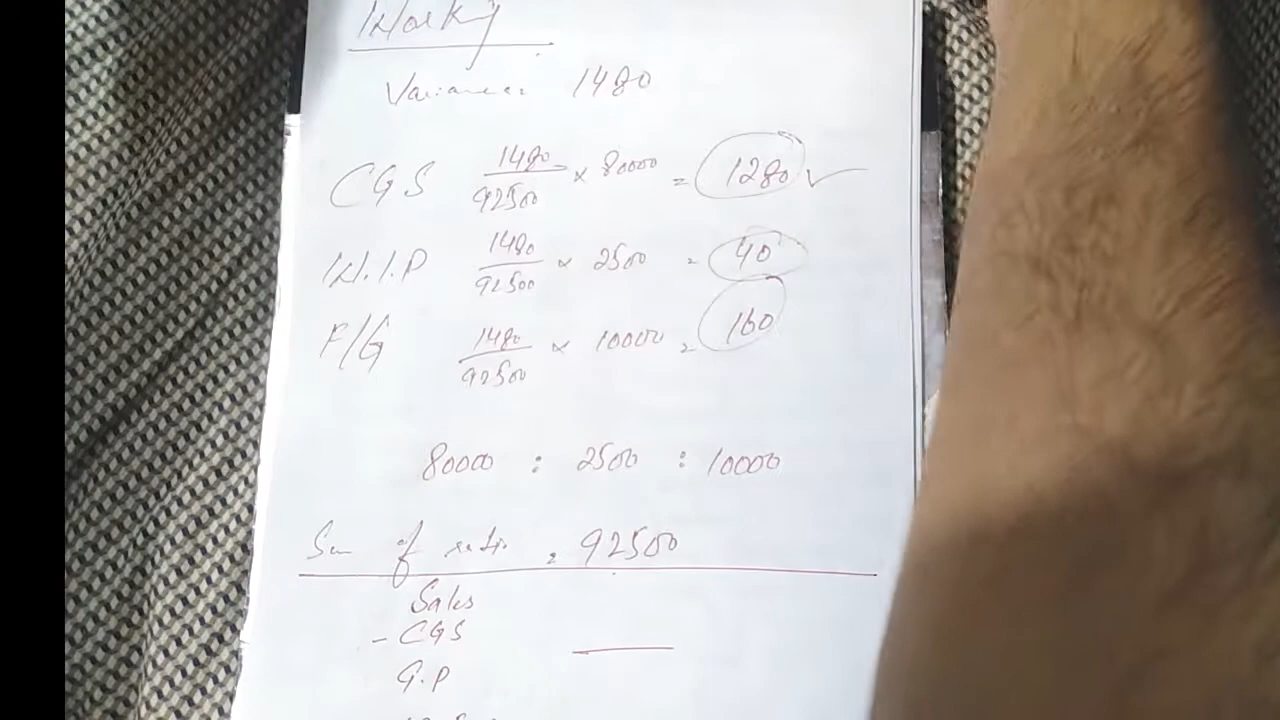 Working
Variance: 1480
CGS 1480/92500 × 80000 = 1280 ✓
W.I.P 1480/92500 × 2500 = 40
F/G 1480/92500 × 10000 = 160
80000 : 2500 : 10000
Sum of ratio = 92500
Sales
- CGS
G.P